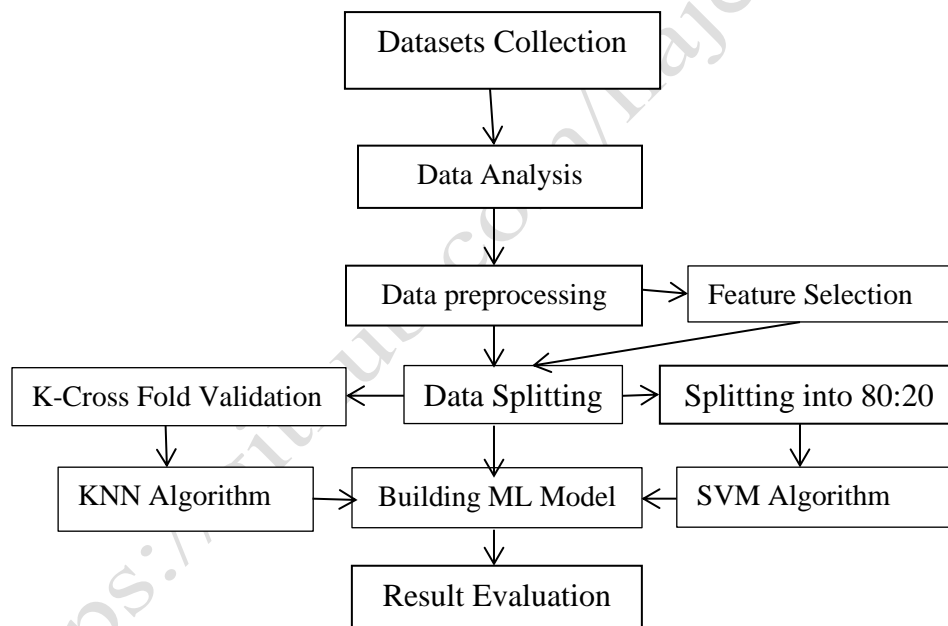 Datasets Collection
Data Analysis
Data preprocessing
Feature Selection
K-Cross Fold Validation
Data Splitting
Splitting into 80:20
KNN Algorithm
Building ML Model
SVM Algorithm
Result Evaluation